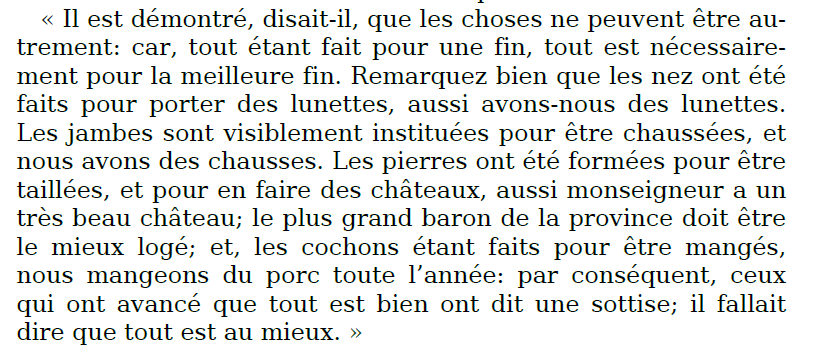 « Il est démontré, disait-il, que les choses ne peuvent être au-
trement: car, tout étant fait pour une fin, tout est nécessaire-
ment pour la meilleure fin. Remarquez bien que les nez ont été
faits pour porter des lunettes, aussi avons-nous des lunettes.
Les jambes sont visiblement instituées pour être chaussées, et
nous avons des chausses. Les pierres ont été formées pour être
taillées, et pour en faire des châteaux, aussi monseigneur a un
très beau château; le plus grand baron de la province doit être
le mieux logé; et, les cochons étant faits pour être mangés,
nous mangeons du porc toute l’année: par conséquent, ceux
qui ont avancé que tout est bien ont dit une sottise; il fallait
dire que tout est au mieux. »